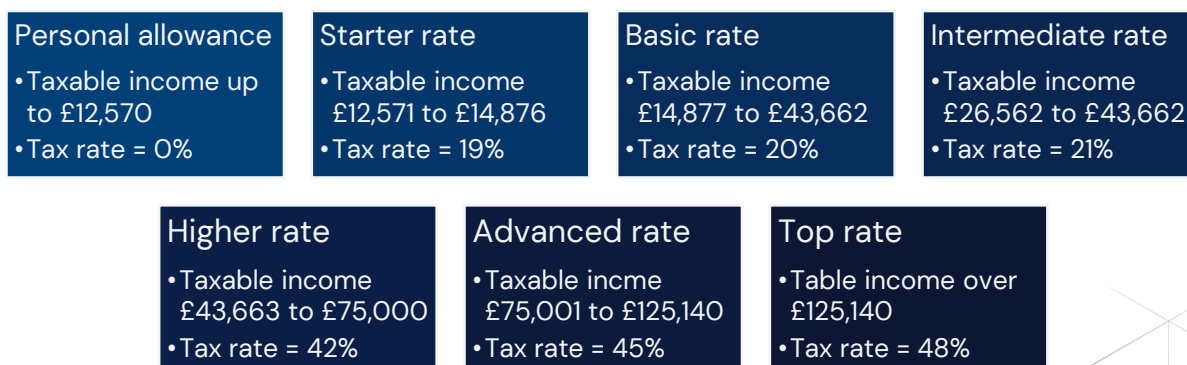 Personal allowance
•Taxable income up
to £12,570
•Tax rate = 0%
Starter rate
•Taxable income
£12,571 to £14,876
•Tax rate = 19%
Basic rate
•Taxable income
£14,877 to £43,662
•Tax rate = 20%
Intermediate rate
•Taxable income
£26,562 to £43,662
•Tax rate = 21%
Higher rate
•Taxable income
£43,663 to £75,000
•Tax rate = 42%
Advanced rate
•Taxable incme
£75,001 to £125,140
•Tax rate = 45%
Top rate
•Table income over
£125,140
•Tax rate = 48%